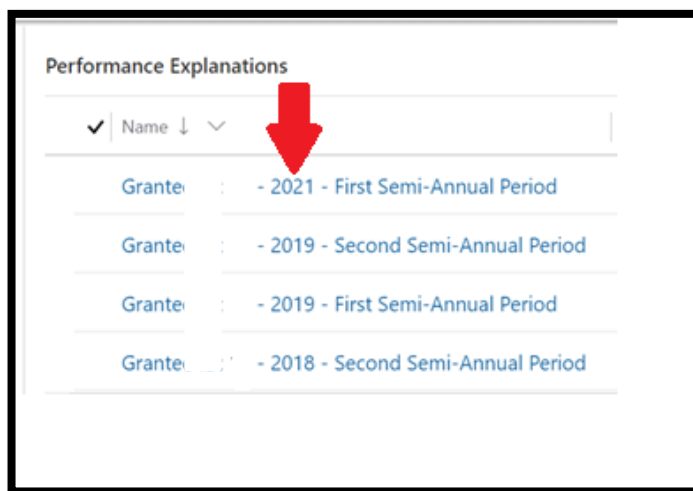 Performance Explanations
Name
- 2021 - First Semi-Annual Period
- 2019 - Second Semi-Annual Period
- 2019 - First Semi-Annual Period
- 2018 - Second Semi-Annual Period